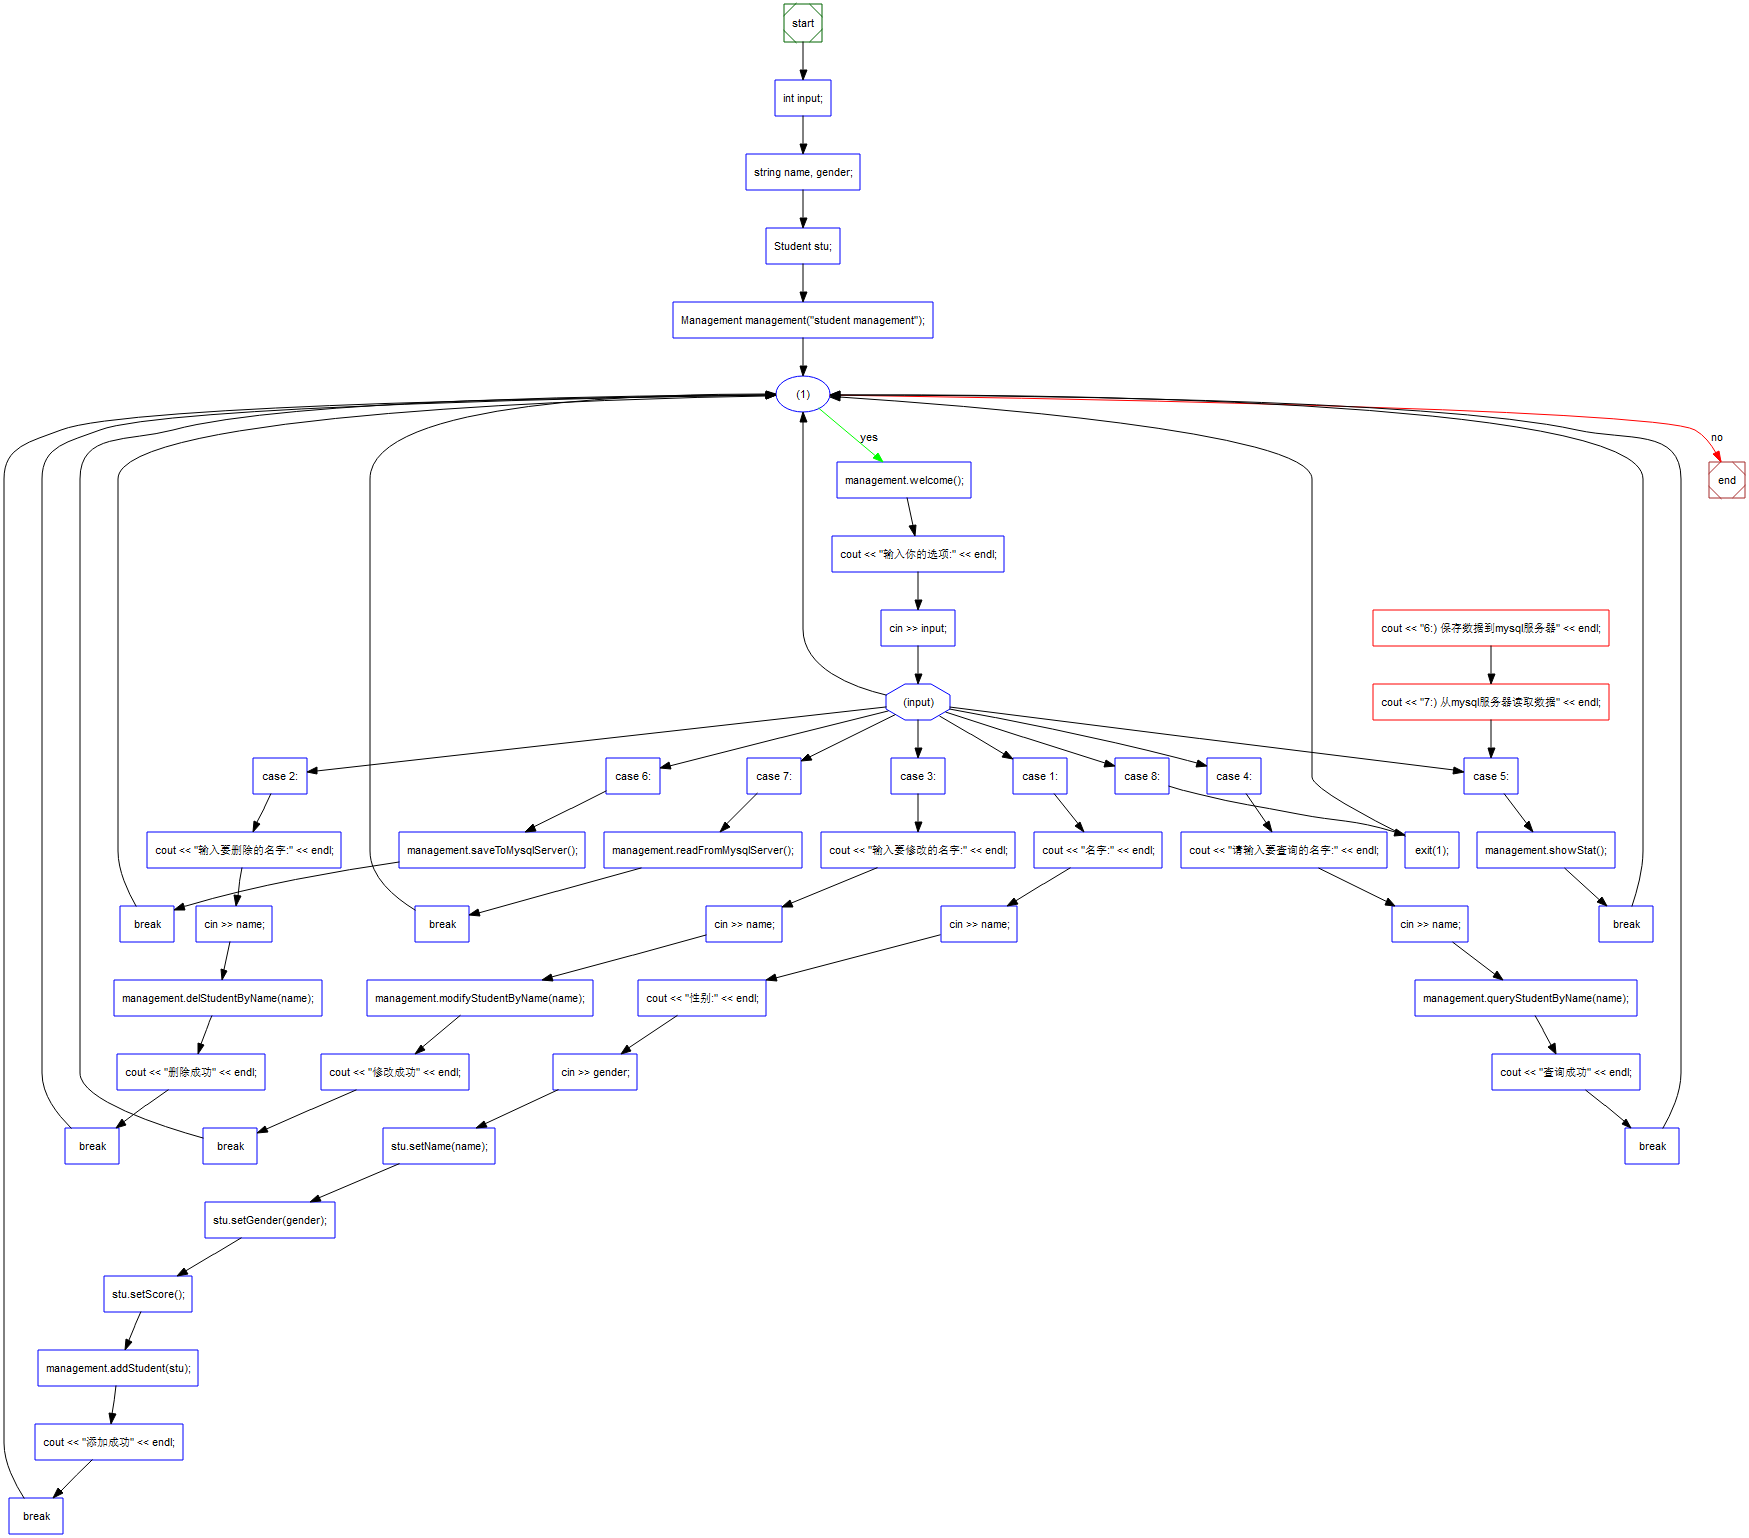 start
int input;
string name, gender;
Student stu;
Management management("student management");
(1)
yes
no
management.welcome();
end
cout << "输入你的选项:" << endl;
cin >> input;
cout << "6:) 保存数据到mysql服务器" << endl;
(input)
cout << "7:) 从mysql服务器读取数据" << endl;
case 2:
case 6:
case 7:
case 3:
case 1:
case 8:
case 4:
case 5:
cout << "输入要删除的名字:" << endl;
management.saveToMysqlServer();
management.readFromMysqlServer();
cout << "输入要修改的名字:" << endl;
cout << "名字:" << endl;
cout << "请输入要查询的名字:" << endl;
exit(1);
management.showStat();
break
cin >> name;
break
cin >> name;
cin >> name;
cin >> name;
break
management.delStudentByName(name);
management.modifyStudentByName(name);
cout << "性别:" << endl;
management.queryStudentByName(name);
cout << "删除成功" << endl;
cout << "修改成功" << endl;
cin >> gender;
cout << "查询成功" << endl;
break
break
stu.setName(name);
break
stu.setGender(gender);
stu.setScore();
management.addStudent(stu);
cout << "添加成功" << endl;
break